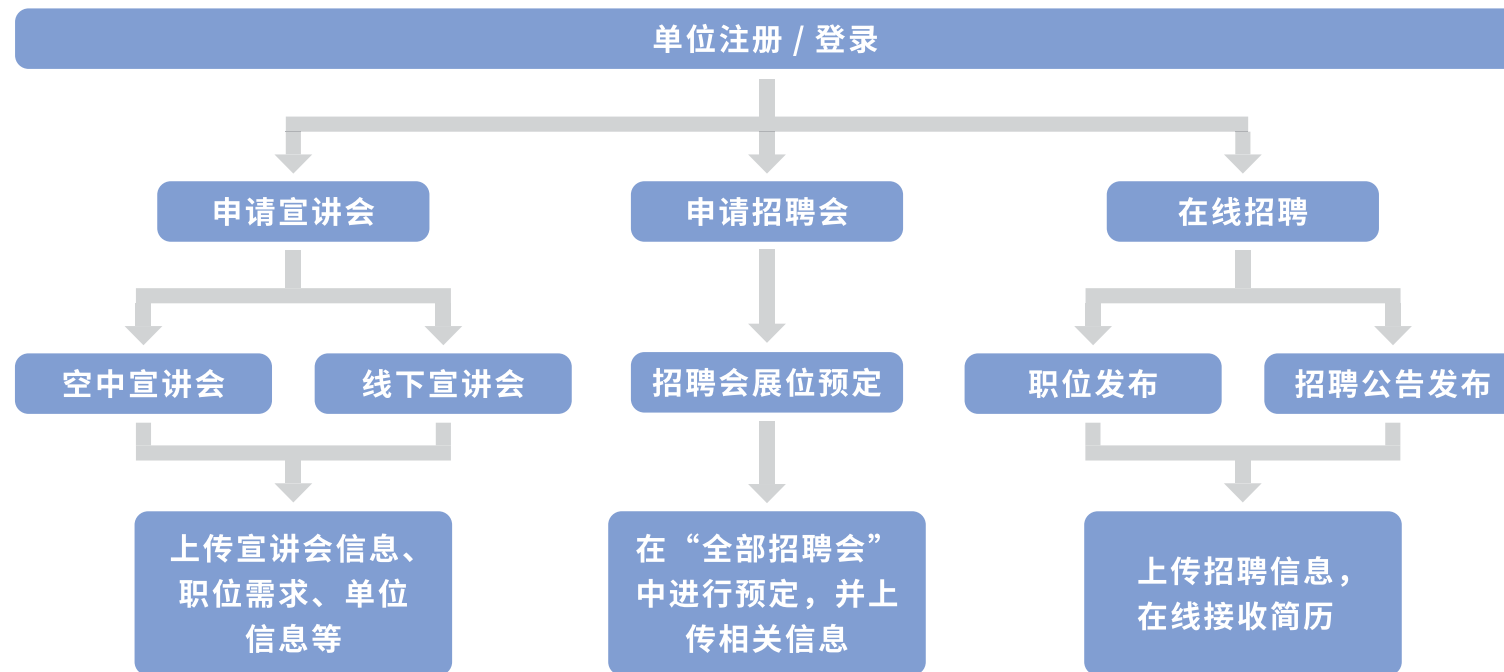 单位注册 / 登录
申请宣讲会
申请招聘会
在线招聘
空中宣讲会
线下宣讲会
招聘会展位预定
职位发布
招聘公告发布
上传宣讲会信息、
职位需求、单位
信息等
在“全部招聘会”
中进行预定，并上
传相关信息
上传招聘信息，
在线接收简历